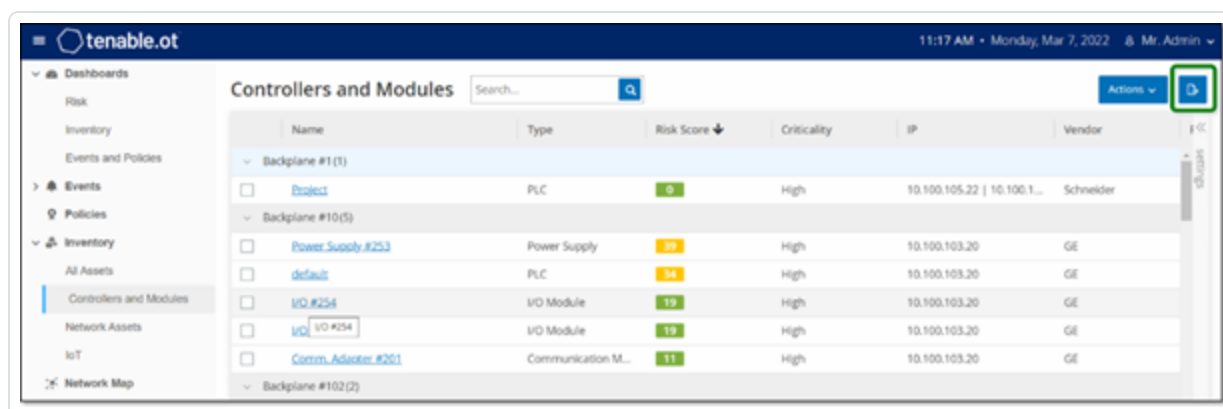 tenable.ot
11:17 AM • Monday, Mar 7, 2022 Mr. Admin
Dashboards
Risk
Inventory
Events and Policies
Events
Policies
Inventory
All Assets
Controllers and Modules
Network Assets
IoT
Network Map
Controllers and Modules Search... Actions
Name Type Risk Score Criticality IP Vendor
Backplane #1(1)
Project PLC 0 High 10.100.105.22 | 10.100.1... Schneider
Backplane #10(5)
Power Supply #253 Power Supply 39 High 10.100.103.20 GE
default PLC 34 High 10.100.103.20 GE
I/O #254 I/O Module 19 High 10.100.103.20 GE
I/O I/O Module 19 High 10.100.103.20 GE
I/O #254
Comm. Adapter #201 Communication M... 11 High 10.100.103.20 GE
Backplane #102(2)
settings